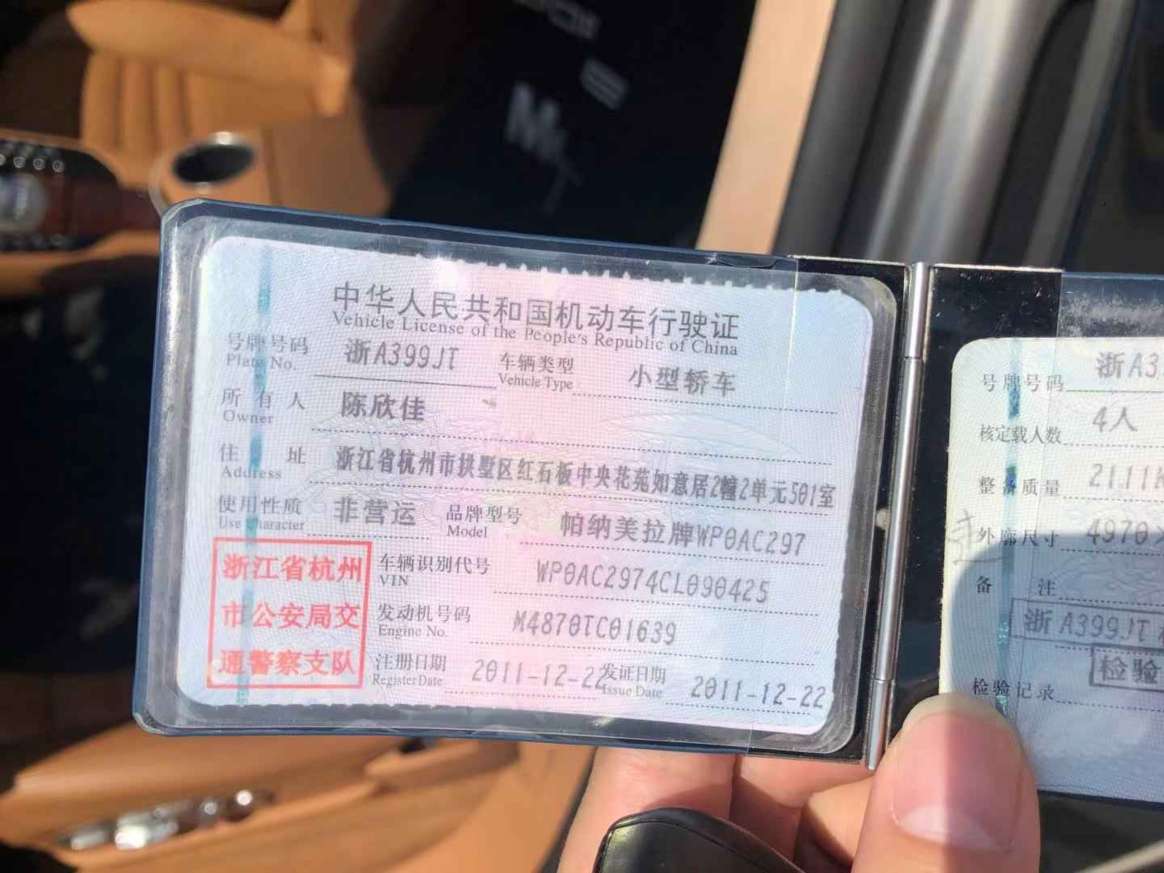 中华人民共和国机动车行驶证
Vehicle License of the People's Republic of China
号牌号码 浙A399JT 车辆类型 小型轿车
Plate No. Vehicle Type
所有人 陈欣佳
Owner
住址 浙江省杭州市拱墅区红石板中央花苑如意居2幢2单元501室
Address
使用性质 非营运 品牌型号 帕纳美拉牌WP0AC297
Use Character Model
浙江省杭州
市公安局交
通警察支队
车辆识别代号 WP0AC2974CL090425
VIN
发动机号码 M4870TC01639
Engine No.
注册日期 2011-12-22 发证日期 2011-12-22
Register Date Issue Date
号牌号码 浙A3
核定载人数 4人
整备质量 2111K
外廓尺寸 4970×
备注
浙A399JT
检验
检验记录